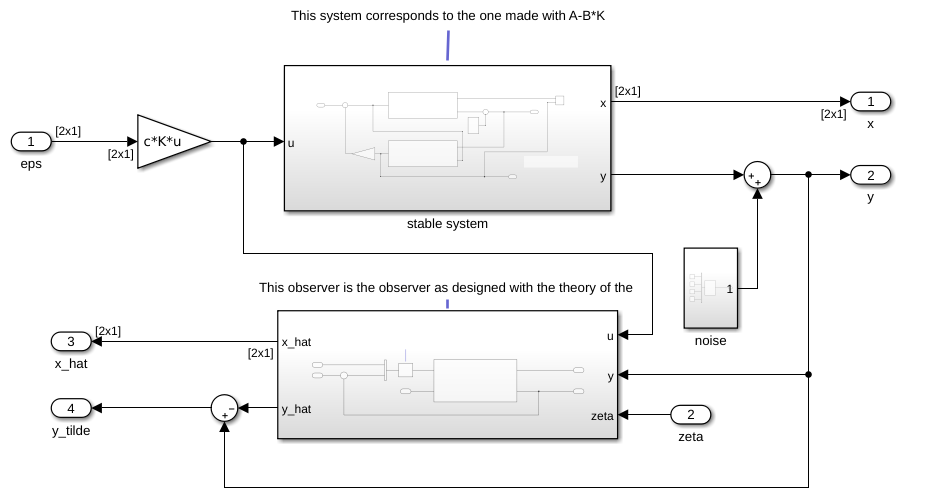 This system corresponds to the one made with A-B*K
[2x1]
x
[2x1]
1
[2x1]
1
c*K*u
u
[2x1]
x
eps
y
+
+
2
y
stable system
This observer is the observer as designed with the theory of the
1
noise
[2x1]
3
x_hat
u
x_hat
[2x1]
y
4
−
+
y_hat
zeta
2
y_tilde
zeta